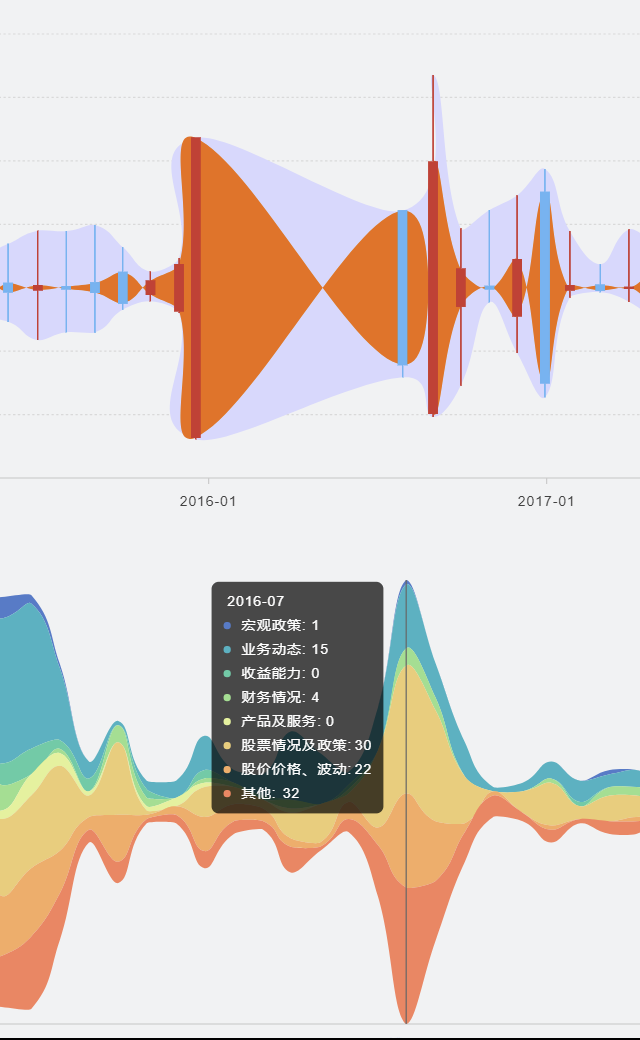 2016-01
2017-01
2016-07
宏观政策: 1
业务动态: 15
收益能力: 0
财务情况: 4
产品及服务: 0
股票情况及政策: 30
股价价格、波动: 22
其他: 32